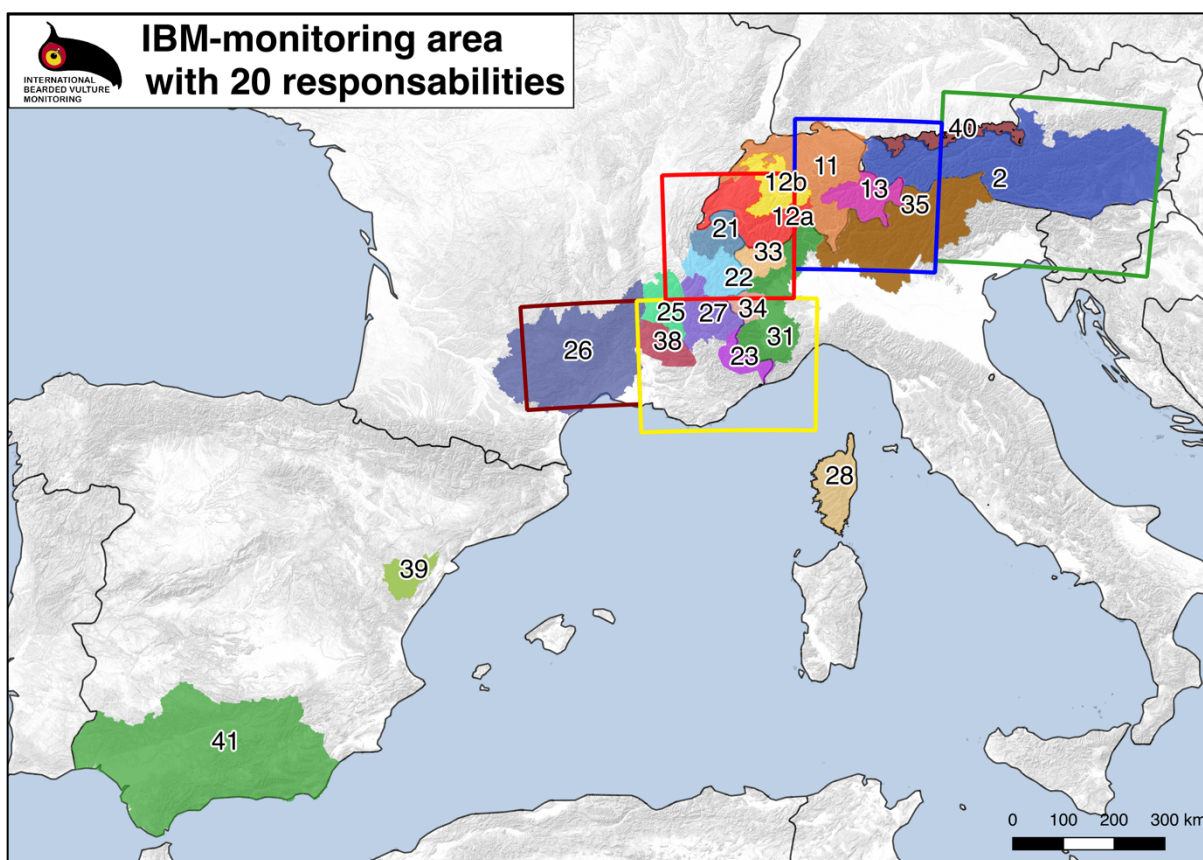 IBM-monitoring area
with 20 responsabilities
INTERNATIONAL
BEARDED VULTURE
MONITORING
40
11
12b
13
2
35
12a
21
33
22
34
25
27
31
38
23
26
28
39
41
0 100 200 300 km